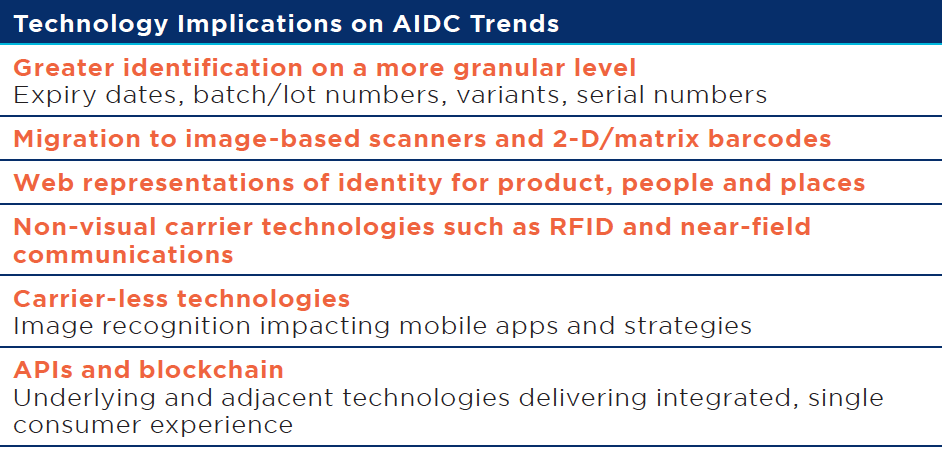 Technology Implications on AIDC Trends
Greater identification on a more granular level
Expiry dates, batch/lot numbers, variants, serial numbers
Migration to image-based scanners and 2-D/matrix barcodes
Web representations of identity for product, people and places
Non-visual carrier technologies such as RFID and near-field
communications
Carrier-less technologies
Image recognition impacting mobile apps and strategies
APIs and blockchain
Underlying and adjacent technologies delivering integrated, single
consumer experience